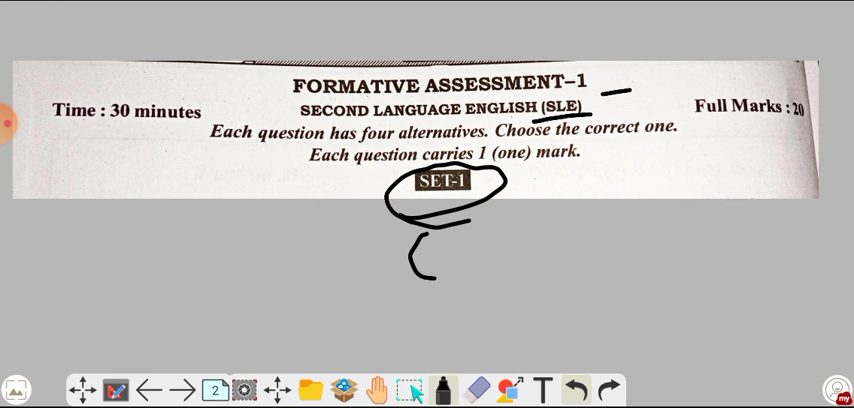 FORMATIVE ASSESSMENT-1
Time : 30 minutes
SECOND LANGUAGE ENGLISH (SLE)
Full Marks : 20
Each question has four alternatives. Choose the correct one.
Each question carries 1 (one) mark.
SET-1
(
2
T
my